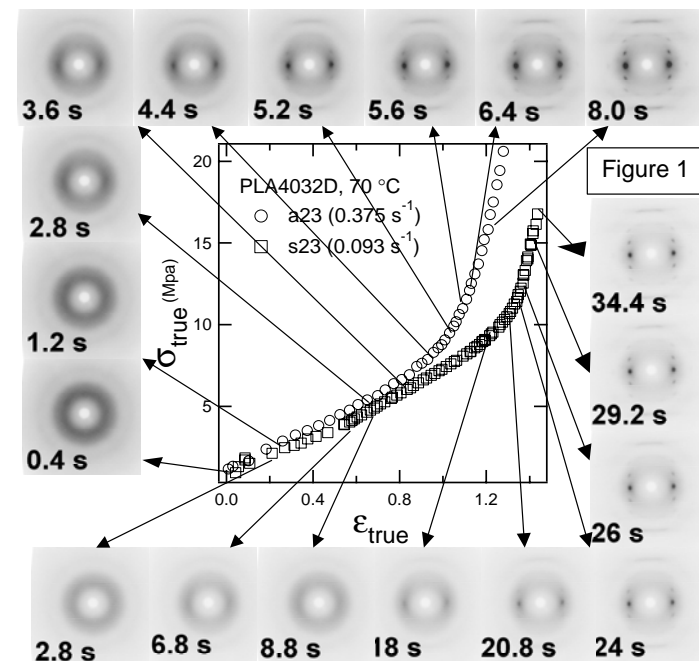 3.6 s
4.4 s
5.2 s
5.6 s
6.4 s
8.0 s
2.8 s
1.2 s
0.4 s
Figure 1
20
15
10
5
σtrue (Mpa)
PLA4032D, 70 °C
a23 (0.375 s⁻¹)
s23 (0.093 s⁻¹)
0.0 0.4 0.8 1.2
εtrue
34.4 s
29.2 s
26 s
2.8 s
6.8 s
8.8 s
18 s
20.8 s
24 s